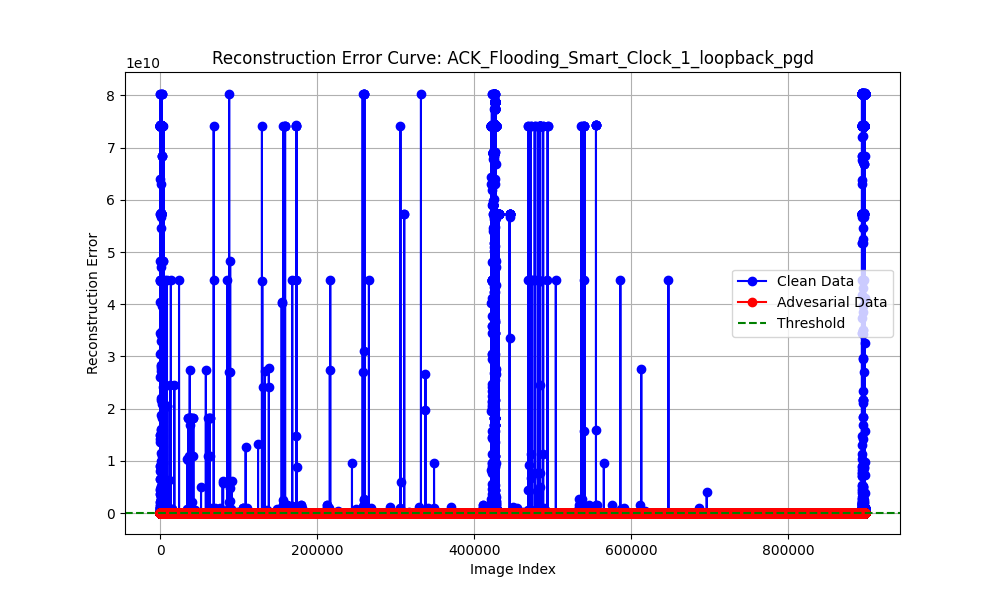 Reconstruction Error Curve: ACK_Flooding_Smart_Clock_1_loopback_pgd
1e10
8
7
6
5
4
3
2
1
0
Reconstruction Error
Clean Data
Advesarial Data
Threshold
0
200000
400000
600000
800000
Image Index